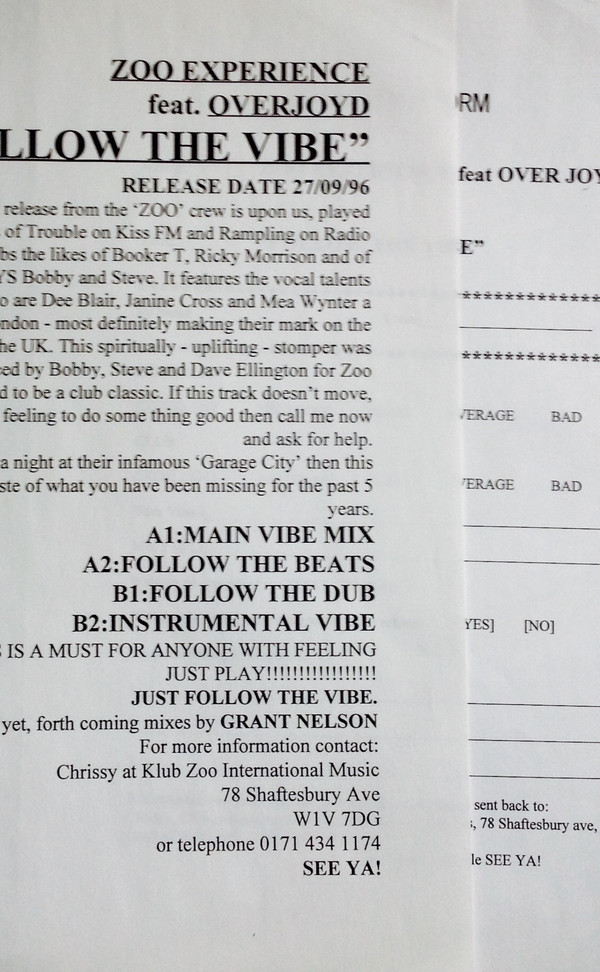 ZOO EXPERIENCE
feat. OVERJOYD
LLOW THE VIBE”
RELEASE DATE 27/09/96
release from the ‘ZOO’ crew is upon us, played
of Trouble on Kiss FM and Rampling on Radio
bs the likes of Booker T, Ricky Morrison and of
'S Bobby and Steve. It features the vocal talents
o are Dee Blair, Janine Cross and Mea Wynter a
ndon - most definitely making their mark on the
he UK. This spiritually - uplifting - stomper was
ed by Bobby, Steve and Dave Ellington for Zoo
d to be a club classic. If this track doesn’t move,
feeling to do some thing good then call me now
and ask for help.
a night at their infamous ‘Garage City’ then this
ste of what you have been missing for the past 5
years.
A1:MAIN VIBE MIX
A2:FOLLOW THE BEATS
B1:FOLLOW THE DUB
B2:INSTRUMENTAL VIBE
IS A MUST FOR ANYONE WITH FEELING
JUST PLAY!!!!!!!!!!!!!!!!!
JUST FOLLOW THE VIBE.
yet, forth coming mixes by GRANT NELSON
For more information contact:
Chrissy at Klub Zoo International Music
78 Shaftesbury Ave
W1V 7DG
or telephone 0171 434 1174
SEE YA!
RM
feat OVER JOY
E”
*************
*************
VERAGE BAD
VERAGE BAD
YES] [NO]
sent back to:
, 78 Shaftesbury ave,
le SEE YA!